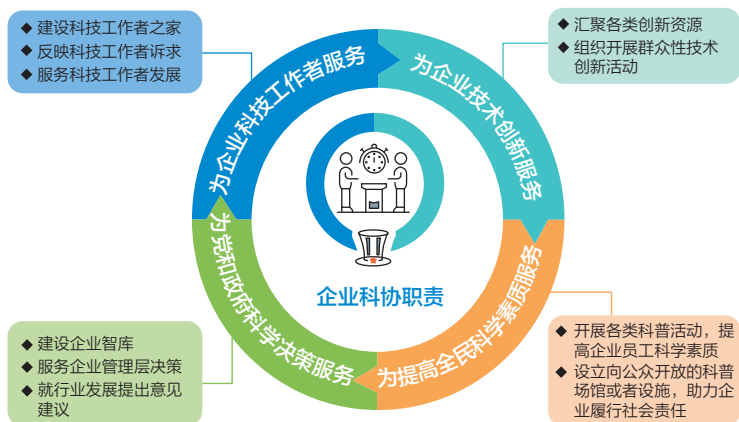 ◆ 建设科技工作者之家
◆ 反映科技工作者诉求
◆ 服务科技工作者发展
◆ 汇聚各类创新资源
◆ 组织开展群众性技术
创新活动
为企业科技工作者服务
为企业技术创新服务
企业科协职责
为党和政府科学决策服务
为提高全民科学素质服务
◆ 建设企业智库
◆ 服务企业管理层决策
◆ 就行业发展提出意见
建议
◆ 开展各类科普活动，提
高企业员工科学素质
◆ 设立向公众开放的科普
场馆或者设施，助力企
业履行社会责任